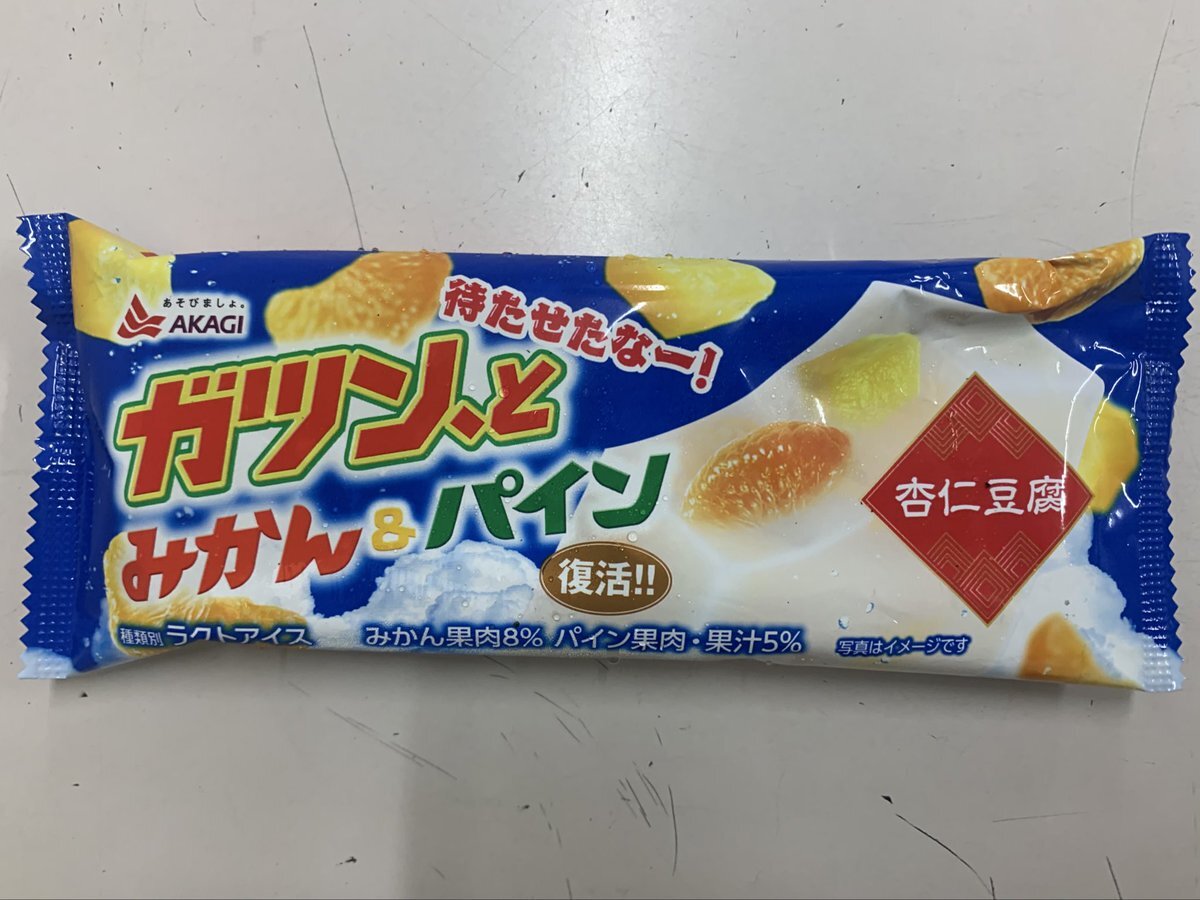 あそびましょ。
AKAGI
待たせたなー!
ガツン、と
みかん&パイン
復活!!
杏仁豆腐
種類別 ラクトアイス
みかん果肉8% パイン果肉・果汁5%
写真はイメージです